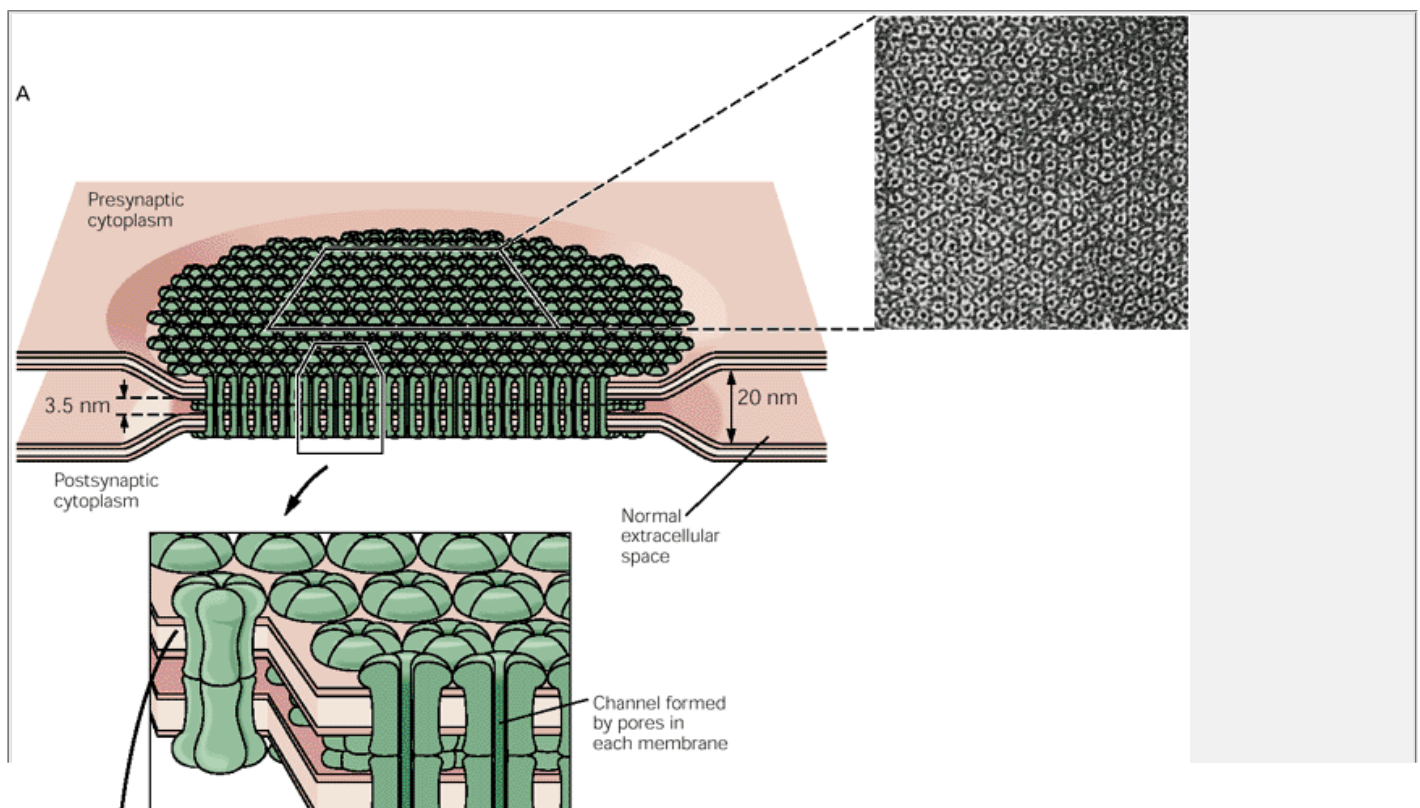 A
Presynaptic
cytoplasm
3.5 nm
20 nm
Postsynaptic
cytoplasm
Normal
extracellular
space
Channel formed
by pores in
each membrane